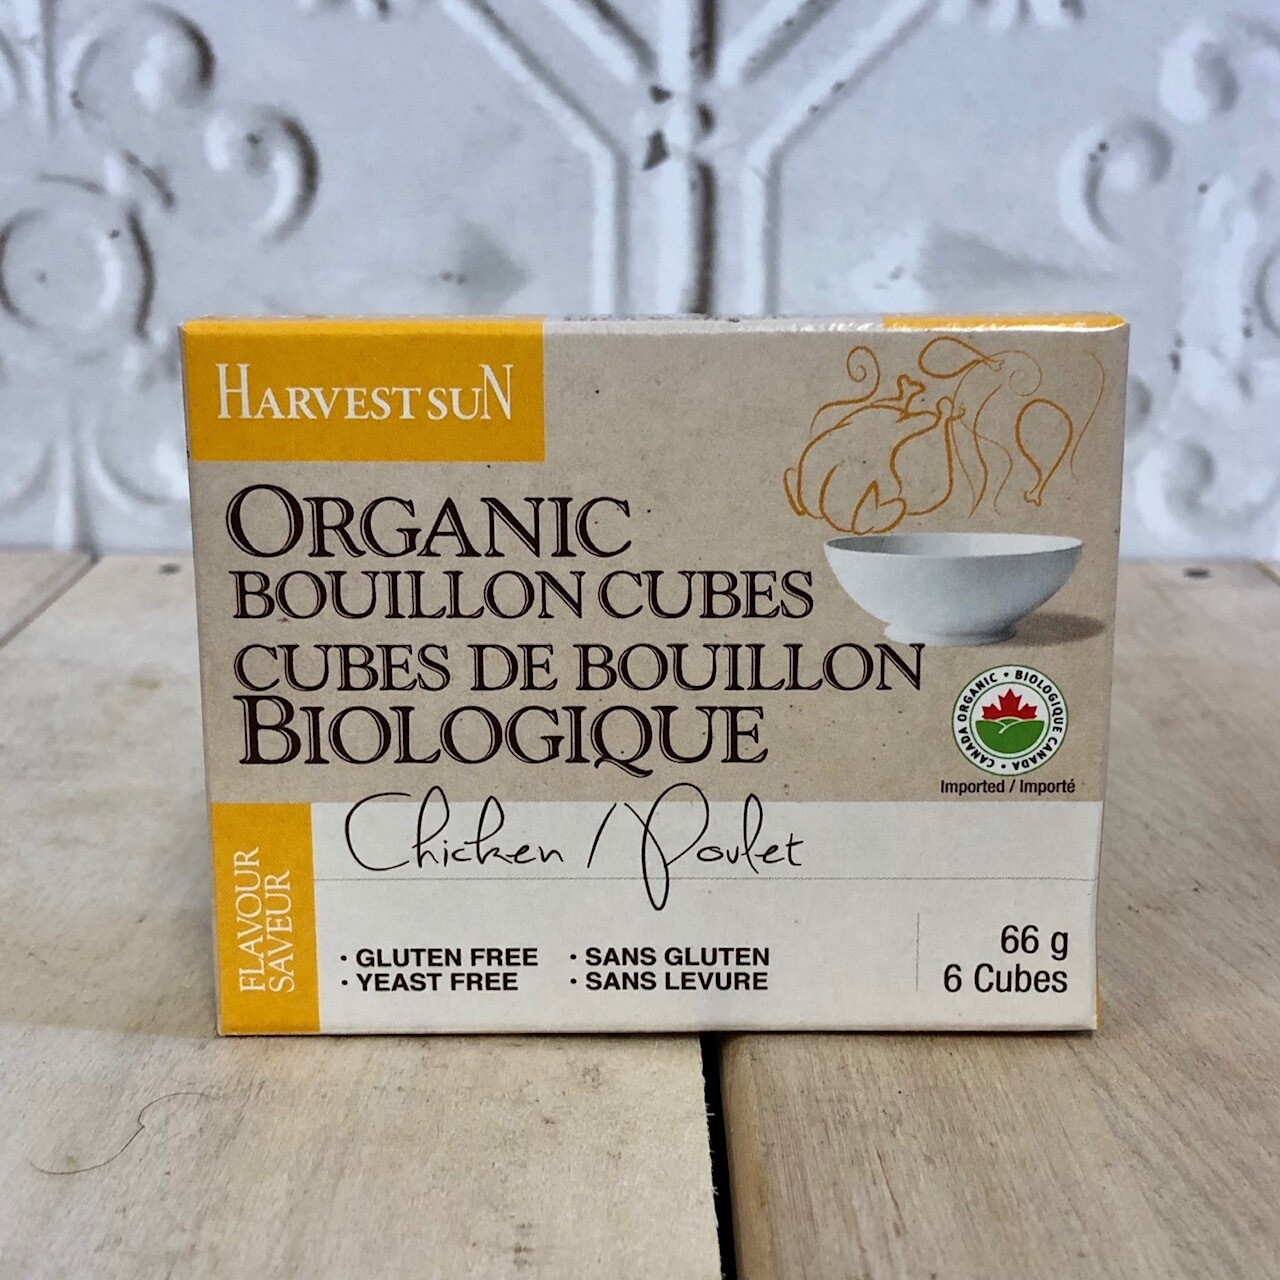 HARVEST SUN
ORGANIC
BOUILLON CUBES
CUBES DE BOUILLON
BIOLOGIQUE
CANADA ORGANIC • BIOLOGIQUE CANADA •
Imported / Importé
Chicken / Poulet
FLAVOUR
SAVEUR
· GLUTEN FREE · SANS GLUTEN
· YEAST FREE · SANS LEVURE
66 g
6 Cubes